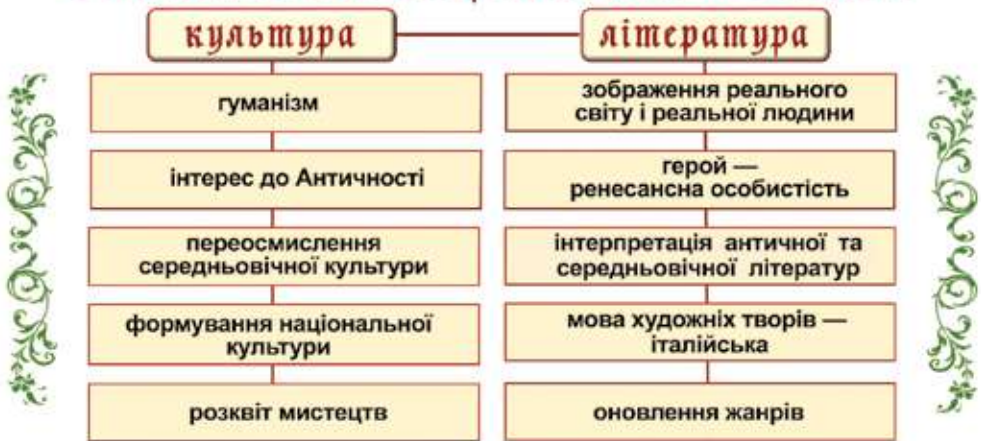 культура
література
гуманізм
інтерес до Античності
переосмислення
середньовічної культури
формування національної
культури
розквіт мистецтв
зображення реального
світу і реальної людини
герой —
ренесансна особистість
інтерпретація античної та
середньовічної літератур
мова художніх творів —
італійська
оновлення жанрів